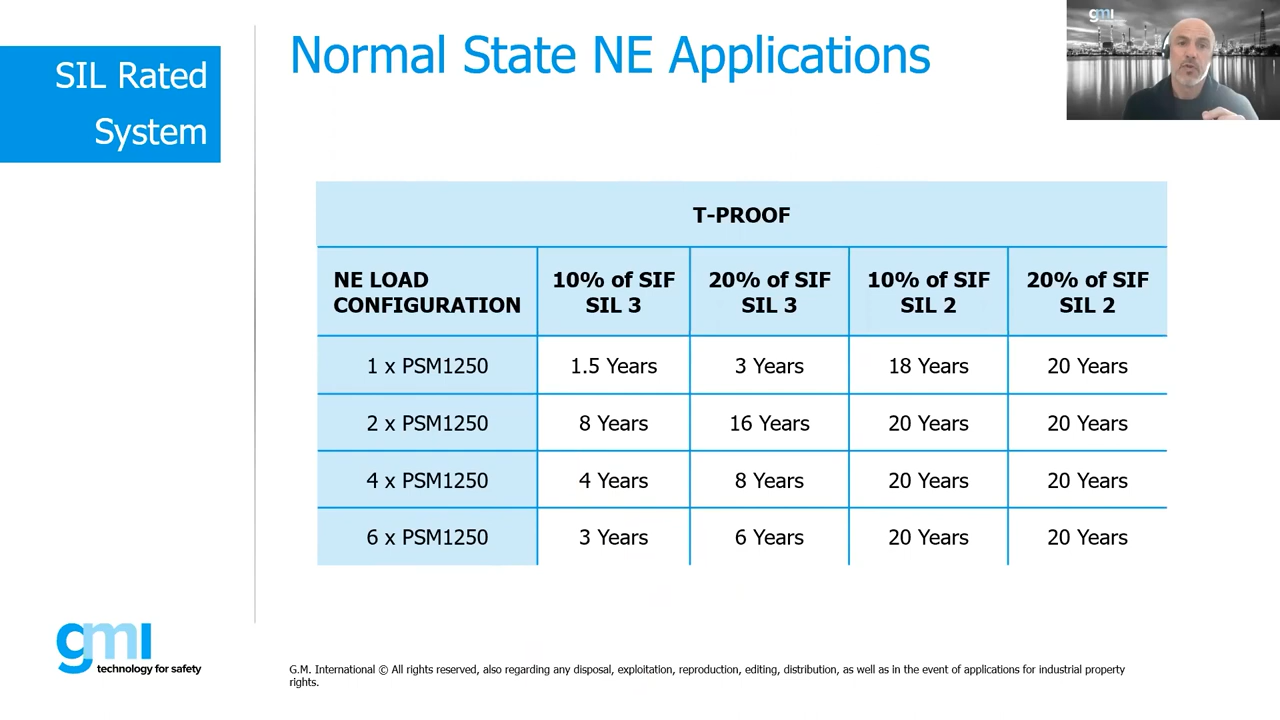 SIL Rated
System
Normal State NE Applications
gmi
T-PROOF
NE LOAD
CONFIGURATION
10% of SIF
SIL 3
20% of SIF
SIL 3
10% of SIF
SIL 2
20% of SIF
SIL 2
1 x PSM1250
1.5 Years
3 Years
18 Years
20 Years
2 x PSM1250
8 Years
16 Years
20 Years
20 Years
4 x PSM1250
4 Years
8 Years
20 Years
20 Years
6 x PSM1250
3 Years
6 Years
20 Years
20 Years
gmi
technology for safety
G.M. International © All rights reserved, also regarding any disposal, exploitation, reproduction, editing, distribution, as well as in the event of applications for industrial property
rights.